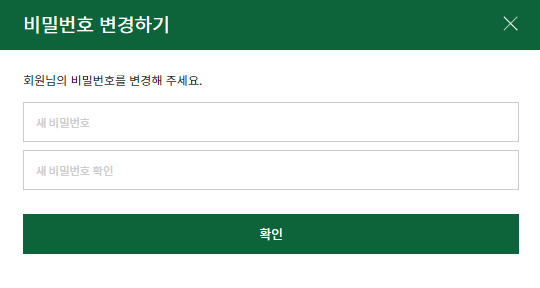 비밀번호 변경하기
회원님의 비밀번호를 변경해 주세요.
새 비밀번호
새 비밀번호 확인
확인